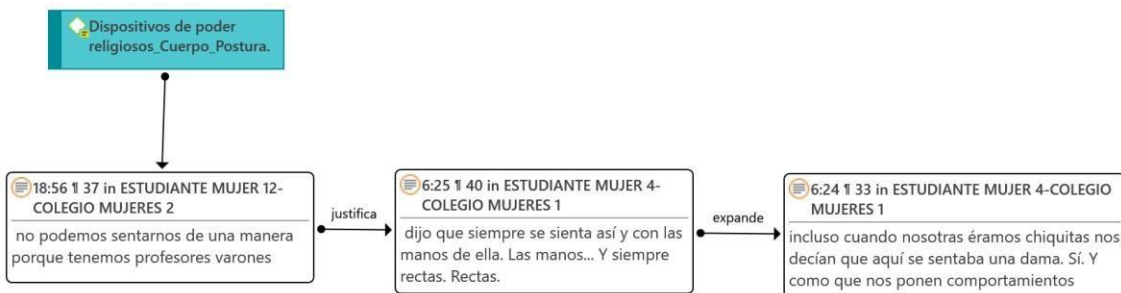 Dispositivos de poder
religiosos_Cuerpo_Postura.
18:56 ¶ 37 in ESTUDIANTE MUJER 12-
COLEGIO MUJERES 2
no podemos sentarnos de una manera
porque tenemos profesores varones
justifica
6:25 ¶ 40 in ESTUDIANTE MUJER 4-
COLEGIO MUJERES 1
dijo que siempre se sienta así y con las
manos de ella. Las manos... Y siempre
rectas. Rectas.
expande
6:24 ¶ 33 in ESTUDIANTE MUJER 4-COLEGIO
MUJERES 1
incluso cuando nosotras éramos chiquitas nos
decían que aquí se sentaba una dama. Sí. Y
como que nos ponen comportamientos